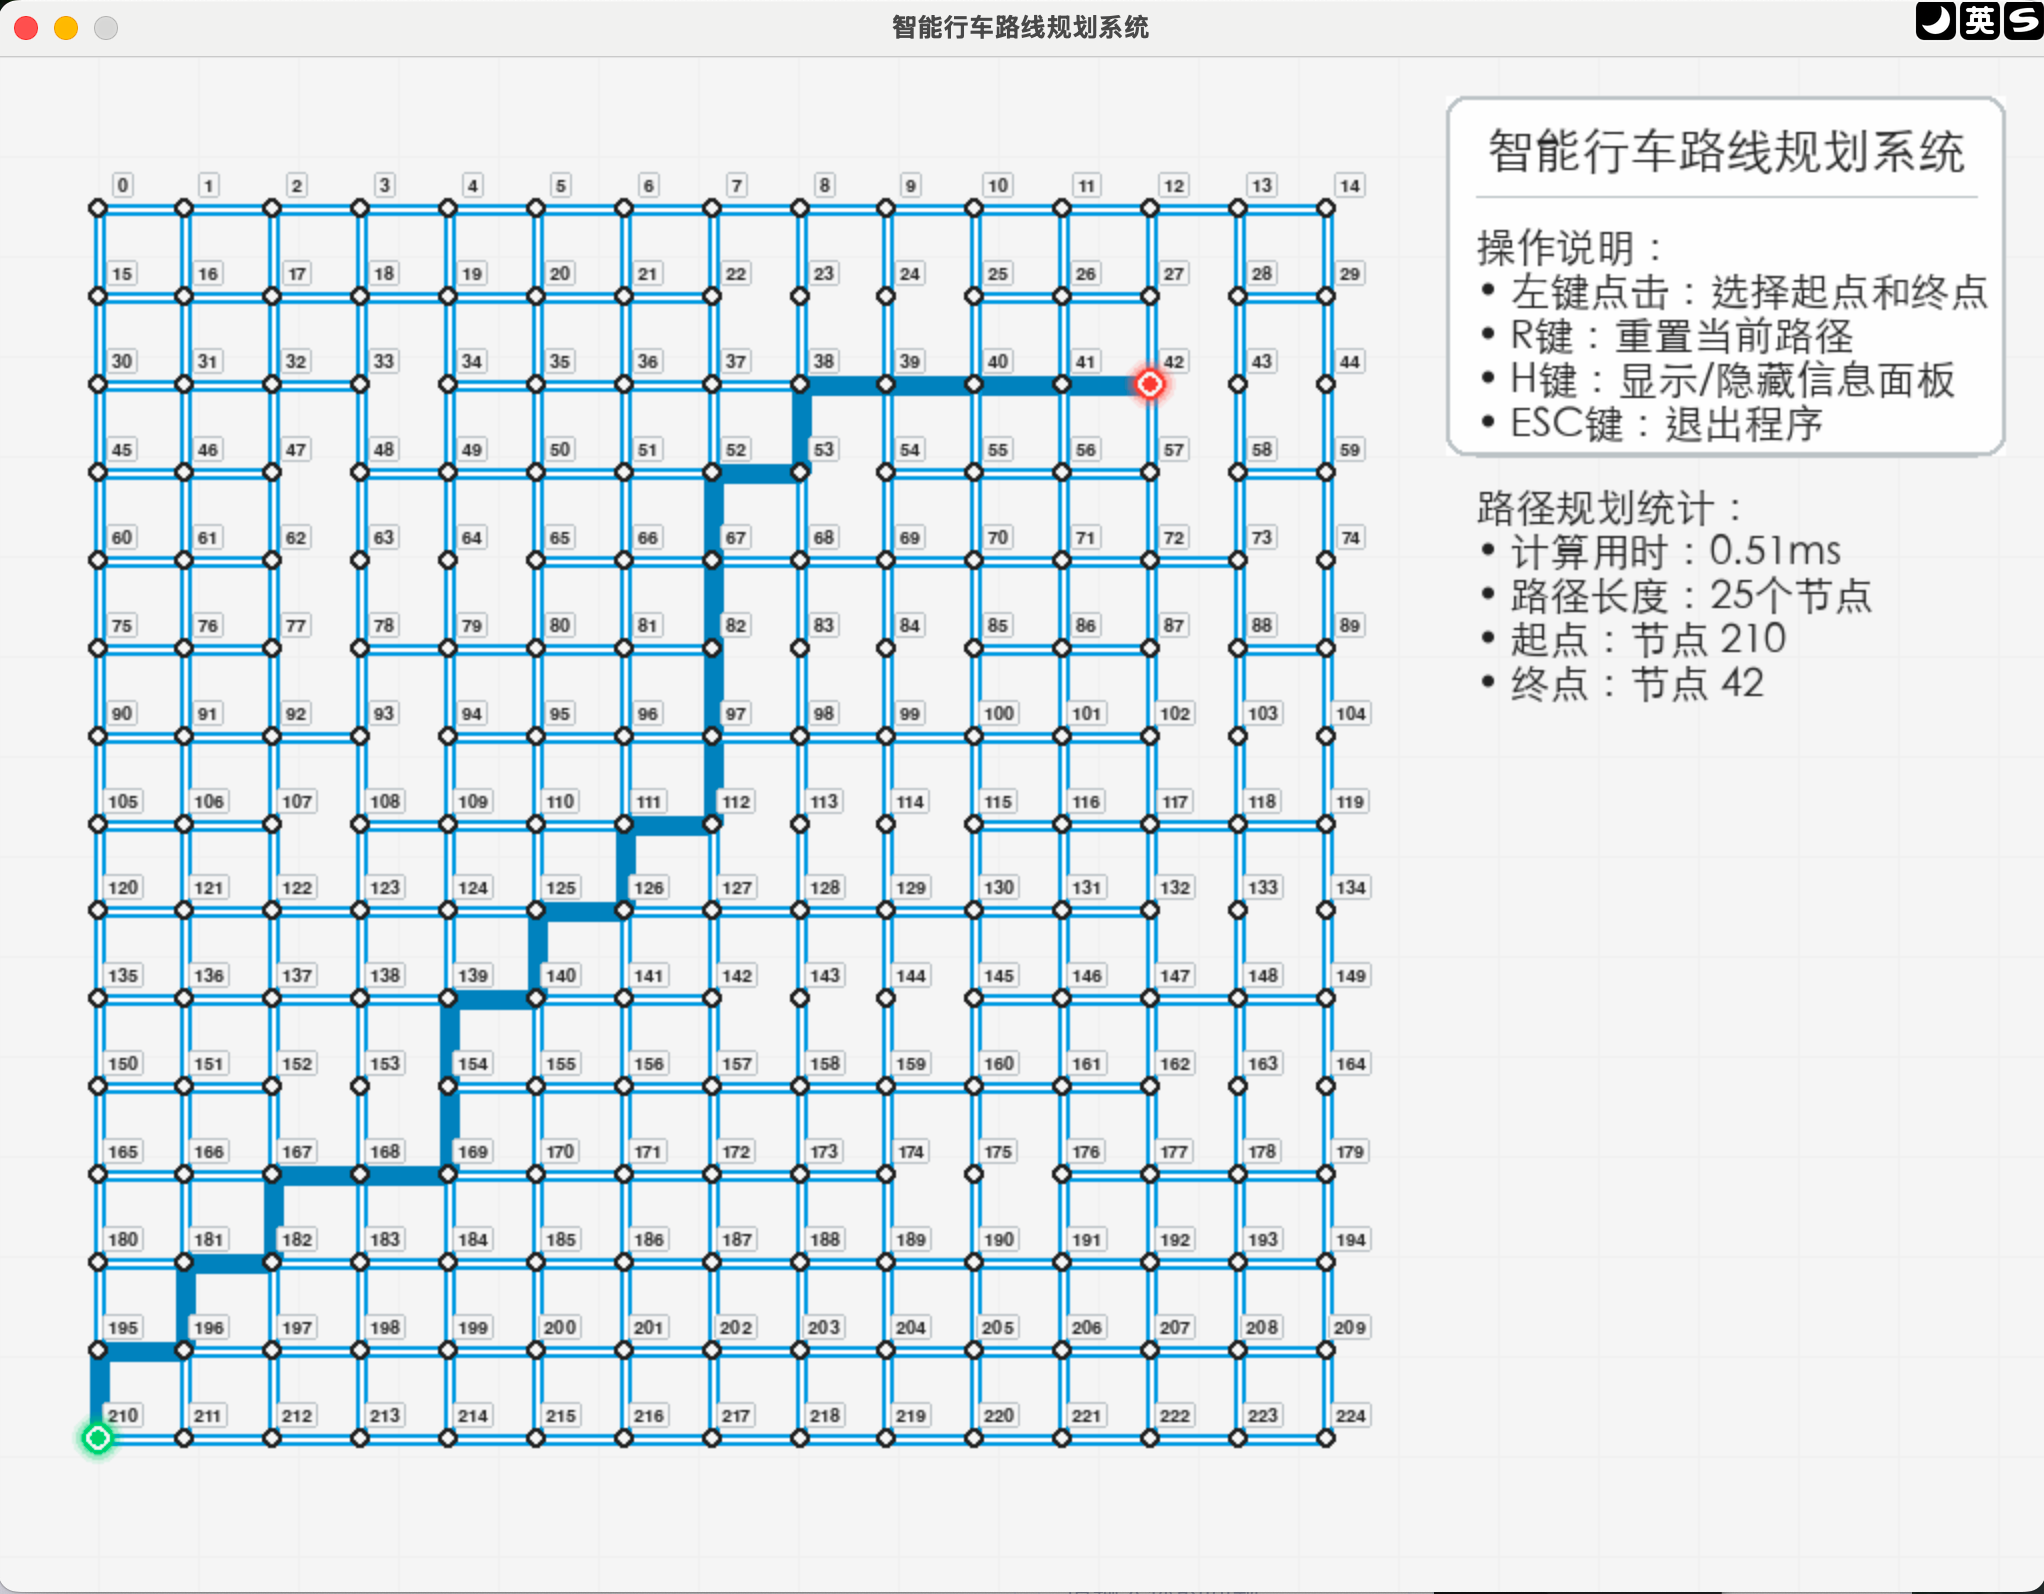 智能行车路线规划系统
英
智能行车路线规划系统
操作说明：
• 左键点击：选择起点和终点
• R键：重置当前路径
• H键：显示/隐藏信息面板
• ESC键：退出程序
路径规划统计：
• 计算用时：0.51ms
• 路径长度：25个节点
• 起点：节点 210
• 终点：节点 42
0 1 2 3 4 5 6 7 8 9 10 11 12 13 14
15 16 17 18 19 20 21 22 23 24 25 26 27 28 29
30 31 32 33 34 35 36 37 38 39 40 41 42 43 44
45 46 47 48 49 50 51 52 53 54 55 56 57 58 59
60 61 62 63 64 65 66 67 68 69 70 71 72 73 74
75 76 77 78 79 80 81 82 83 84 85 86 87 88 89
90 91 92 93 94 95 96 97 98 99 100 101 102 103 104
105 106 107 108 109 110 111 112 113 114 115 116 117 118 119
120 121 122 123 124 125 126 127 128 129 130 131 132 133 134
135 136 137 138 139 140 141 142 143 144 145 146 147 148 149
150 151 152 153 154 155 156 157 158 159 160 161 162 163 164
165 166 167 168 169 170 171 172 173 174 175 176 177 178 179
180 181 182 183 184 185 186 187 188 189 190 191 192 193 194
195 196 197 198 199 200 201 202 203 204 205 206 207 208 209
210 211 212 213 214 215 216 217 218 219 220 221 222 223 224